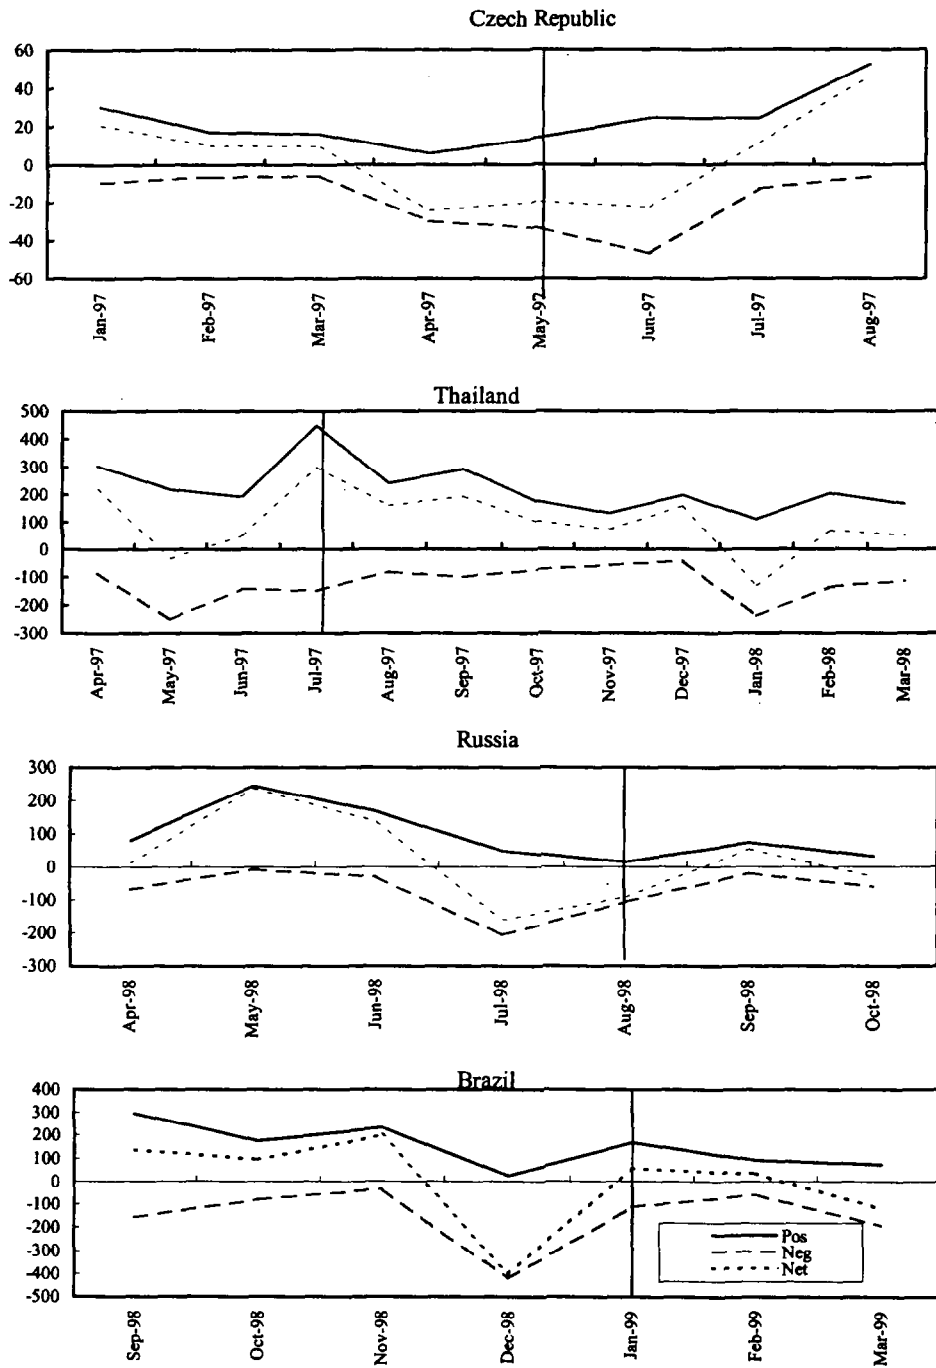 Czech Republic
60
40
20
0
-20
-40
-60
Jan-97
Feb-97
Mar-97
Apr-97
May-97
Jun-97
Jul-97
Aug-97
Thailand
500
400
300
200
100
0
-100
-200
-300
Apr-97
May-97
Jun-97
Jul-97
Aug-97
Sep-97
Oct-97
Nov-97
Dec-97
Jan-98
Feb-98
Mar-98
Russia
300
200
100
0
-100
-200
-300
Apr-98
May-98
Jun-98
Jul-98
Aug-98
Sep-98
Oct-98
Brazil
400
300
200
100
0
-100
-200
-300
-400
-500
Pos
Neg
Net
Sep-98
Oct-98
Nov-98
Dec-98
Jan-99
Feb-99
Mar-99